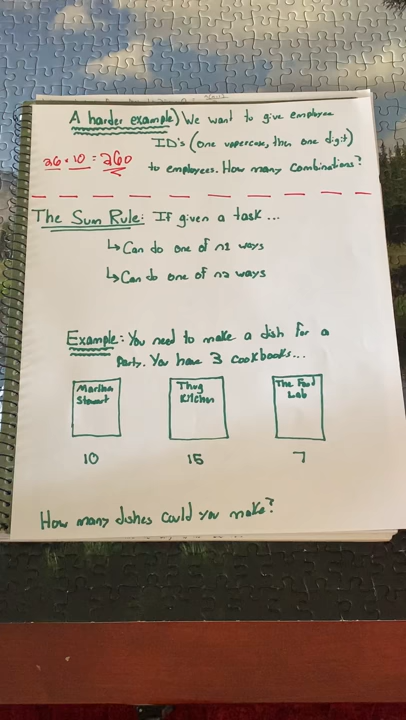 A harder example) We want to give employee
ID's (one uppercase, then one digit)
26 · 10 = 260
to employees. How many combinations?
The Sum Rule: If given a task...
↳ Can do one of n1 ways
↳ Can do one of n2 ways
Example: You need to make a dish for a
Party. You have 3 cookbooks...
Martha
Stewart
Thug
Kitchen
The Food
Lab
10
15
7
How many dishes could you make?